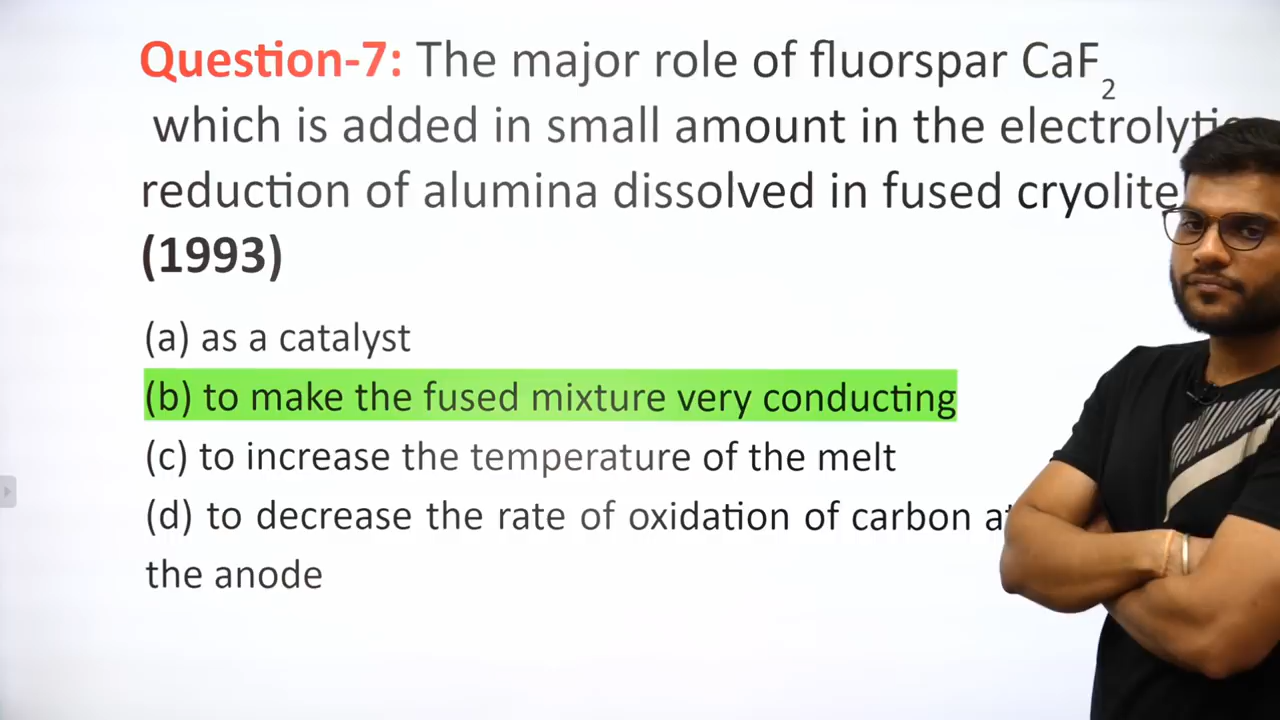 Question-7: The major role of fluorspar CaF₂
which is added in small amount in the
reduction of alumina dissolved in fused cryolite
(1993)
(a) as a catalyst
(b) to make the fused mixture very conducting
(c) to increase the temperature of the melt
(d) to decrease the rate of oxidation of carbon
the anode